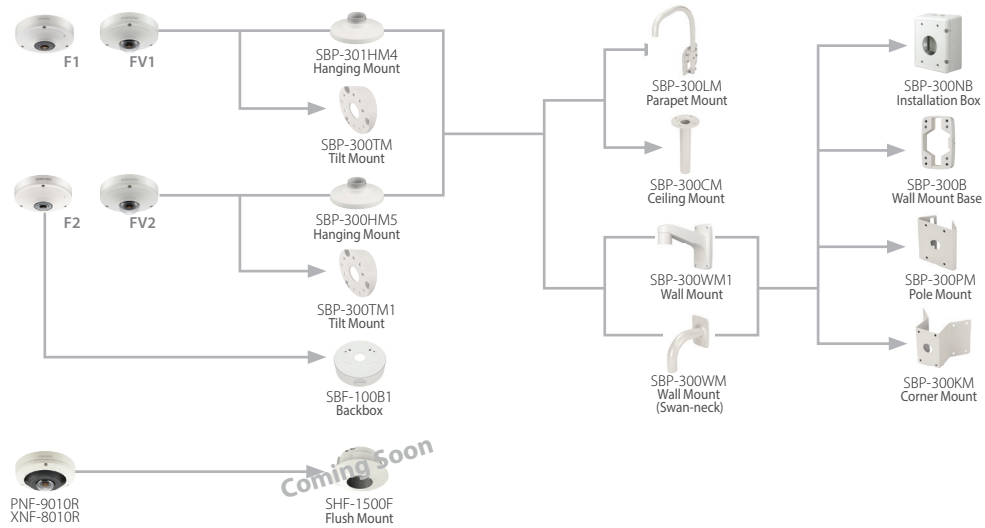 F1
FV1
SBP-301HM4
Hanging Mount
SBP-300TM
Tilt Mount
F2
FV2
SBP-300HM5
Hanging Mount
SBP-300TM1
Tilt Mount
SBF-100B1
Backbox
PNF-9010R
XNF-8010R
Coming Soon
SHF-1500F
Flush Mount
SBP-300LM
Parapet Mount
SBP-300CM
Ceiling Mount
SBP-300WM1
Wall Mount
SBP-300WM
Wall Mount
(Swan-neck)
SBP-300NB
Installation Box
SBP-300B
Wall Mount Base
SBP-300PM
Pole Mount
SBP-300KM
Corner Mount